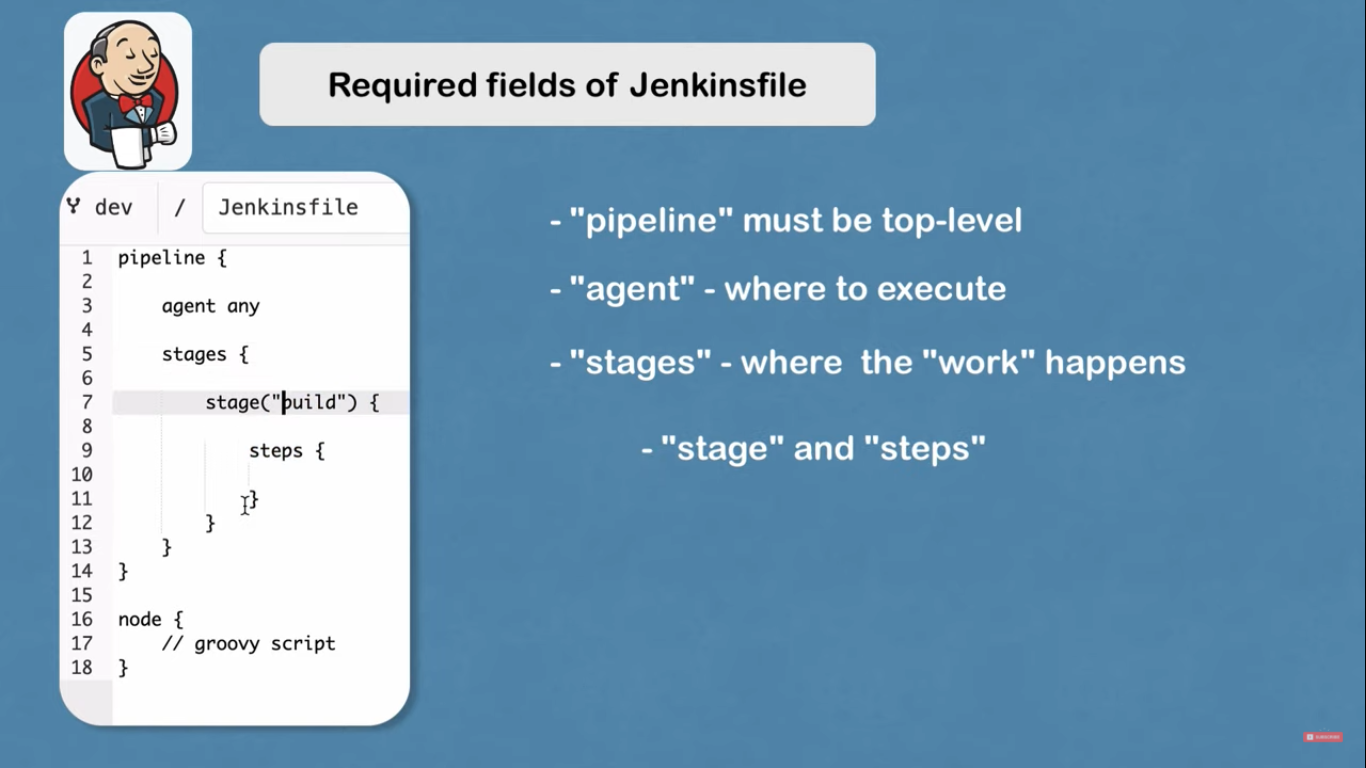 Required fields of Jenkinsfile
dev / Jenkinsfile
1 pipeline {
2
3 agent any
4
5 stages {
6
7 stage("build") {
8
9 steps {
10
11 }
12 }
13 }
14 }
15
16 node {
17 // groovy script
18 }
- "pipeline" must be top-level
- "agent" - where to execute
- "stages" - where the "work" happens
- "stage" and "steps"
SUBSCRIBE